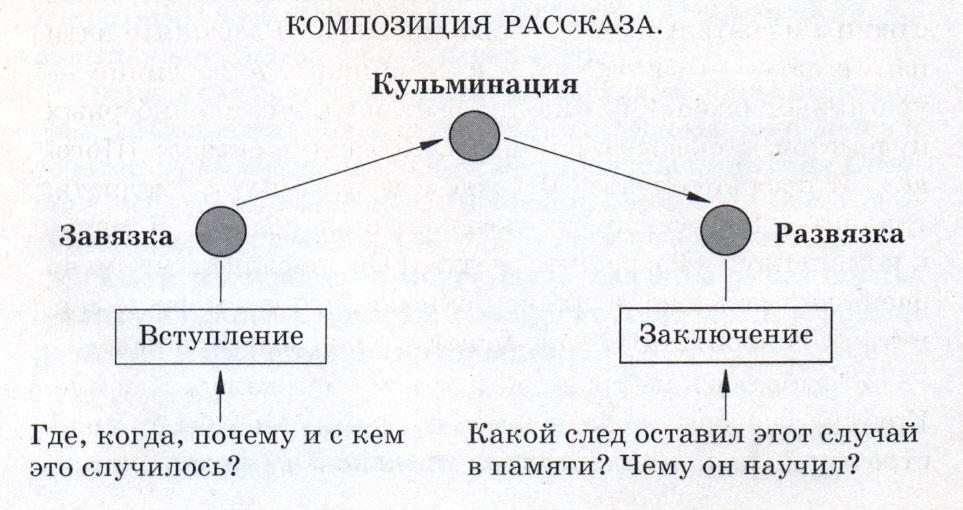 КОМПОЗИЦИЯ РАССКАЗА.
Кульминация
Завязка
Развязка
Вступление
Заключение
Где, когда, почему и с кем
это случилось?
Какой след оставил этот случай
в памяти? Чему он научил?